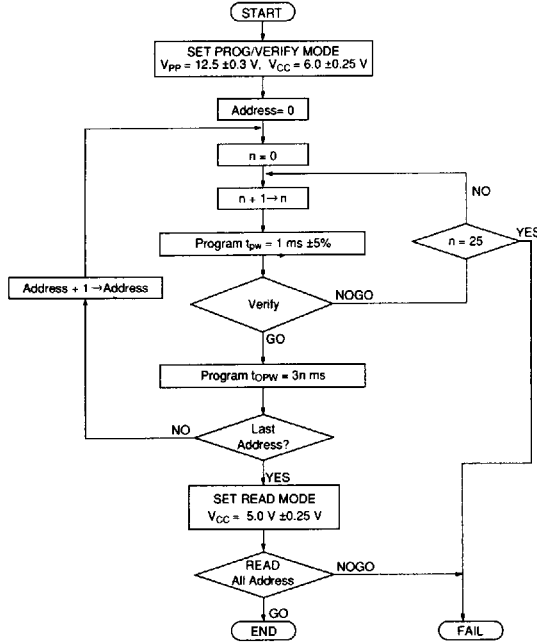 START
SET PROG/VERIFY MODE
VPP = 12.5 ±0.3 V, VCC = 6.0 ±0.25 V
Address= 0
n = 0
n + 1→n
NO
YES
n = 25
Program tpw = 1 ms ±5%
Address + 1 →Address
Verify
NOGO
GO
Program tOPW = 3n ms
NO
Last
Address?
YES
SET READ MODE
VCC = 5.0 V ±0.25 V
READ
All Address
NOGO
GO
END
FAIL